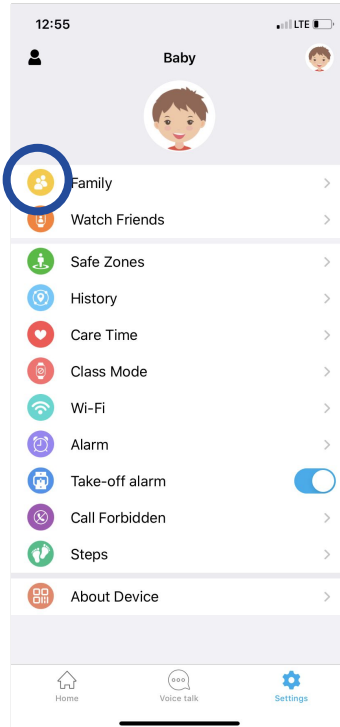 12:55
LTE
Baby
Family
Watch Friends
Safe Zones
History
Care Time
Class Mode
Wi-Fi
Alarm
Take-off alarm
Call Forbidden
Steps
About Device
Home
Voice talk
Settings